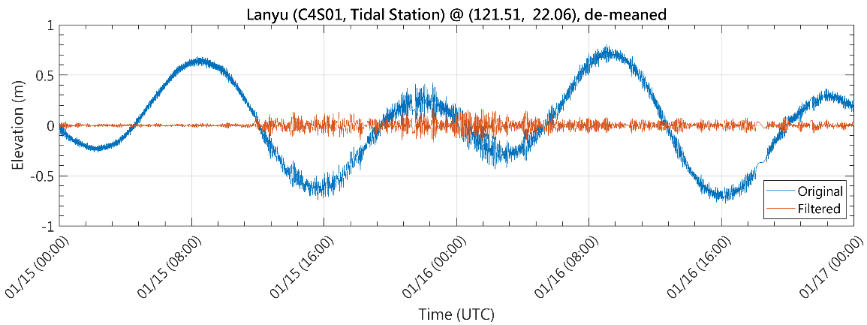 Lanyu (C4S01, Tidal Station) @ (121.51, 22.06), de-meaned
1
0.5
0
-0.5
-1
Elevation (m)
Original
Filtered
01/15 (00:00)
01/15 (08:00)
01/15 (16:00)
01/16 (00:00)
01/16 (08:00)
01/16 (16:00)
01/17 (00:00)
Time (UTC)